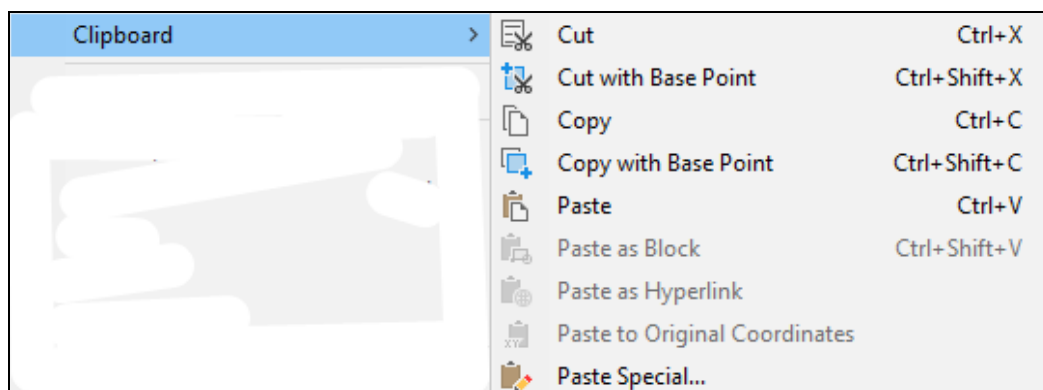 Clipboard >
Cut Ctrl+X
Cut with Base Point Ctrl+Shift+X
Copy Ctrl+C
Copy with Base Point Ctrl+Shift+C
Paste Ctrl+V
Paste as Block Ctrl+Shift+V
Paste as Hyperlink
Paste to Original Coordinates
Paste Special...